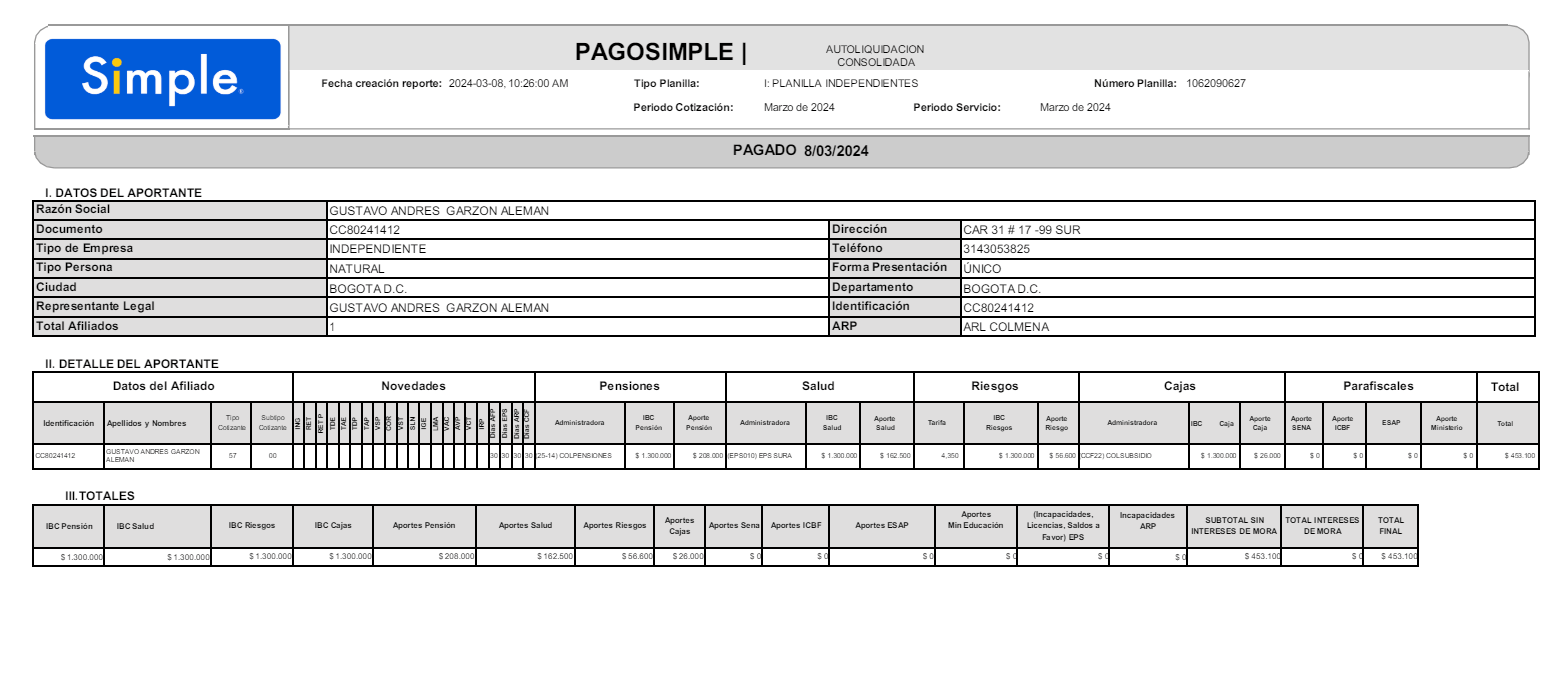 Simple
PAGOSIMPLE | AUTOLIQUIDACION
CONSOLIDADA
Fecha creación reporte: 2024-03-08, 10:26:00 AM Tipo Planilla: I: PLANILLA INDEPENDIENTES Número Planilla: 1062090627
Periodo Cotización: Marzo de 2024 Periodo Servicio: Marzo de 2024
PAGADO 8/03/2024
I. DATOS DEL APORTANTE
Razón Social GUSTAVO ANDRES GARZON ALEMAN
Documento CC80241412 Dirección CAR 31 # 17 -99 SUR
Tipo de Empresa INDEPENDIENTE Teléfono 3143053825
Tipo Persona NATURAL Forma Presentación ÚNICO
Ciudad BOGOTA D.C. Departamento BOGOTA D.C.
Representante Legal GUSTAVO ANDRES GARZON ALEMAN Identificación CC80241412
Total Afiliados 1 ARP ARL COLMENA
II. DETALLE DEL APORTANTE
Datos del Afiliado Novedades Pensiones Salud Riesgos Cajas Parafiscales Total
Identificación Apellidos y Nombres Tipo Cotizante Subtipo Cotizante ING RET RET P TDE TAE TDP TAP VSP COR VST SLN IGE LMA VAC AVP VCT IRP Dias AFP Dias EPS Dias ARP Dias CCF Administradora IBC Pensión Aporte Pensión Administradora IBC Salud Aporte Salud Tarifa IBC Riesgos Aporte Riesgo Administradora IBC Caja Aporte Caja Aporte SENA Aporte ICBF ESAP Aporte Ministerio Total
CC80241412 GUSTAVO ANDRES GARZON ALEMAN 57 00 30 30 30 30 (25-14) COLPENSIONES $ 1.300.000 $ 208.000 (EPS010) EPS SURA $ 1.300.000 $ 162.500 4,350 $ 1.300.000 $ 56.600 (CCF22) COLSUBSIDIO $ 1.300.000 $ 26.000 $ 0 $ 0 $ 0 $ 0 $ 453.100
III. TOTALES
IBC Pensión IBC Salud IBC Riesgos IBC Cajas Aportes Pensión Aportes Salud Aportes Riesgos Aportes Cajas Aportes Sena Aportes ICBF Aportes ESAP Aportes Min Educación (Incapacidades, Licencias, Saldos a Favor) EPS Incapacidades ARP SUBTOTAL SIN INTERESES DE MORA TOTAL INTERESES DE MORA TOTAL FINAL
$ 1.300.000 $ 1.300.000 $ 1.300.000 $ 1.300.000 $ 208.000 $ 162.500 $ 56.600 $ 26.000 $ 0 $ 0 $ 0 $ 0 $ 0 $ 0 $ 453.100 $ 0 $ 453.100